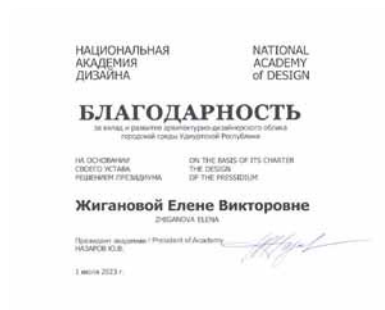 НАЦИОНАЛЬНАЯ
АКАДЕМИЯ
ДИЗАЙНА
NATIONAL
ACADEMY
of DESIGN
БЛАГОДАРНОСТЬ
за вклад и развитие архитектурно-дизайнерского облика
городской среды Удмуртской Республики
НА ОСНОВАНИИ
СВОЕГО УСТАВА
РЕШЕНИЕМ ПРЕЗИДИУМА
ON THE BASIS OF ITS CHARTER
THE DESIGN
OF THE PRESSIDIUM
Жигановой Елене Викторовне
ZHIGANOVA ELENA
Президент академии / President of Academy
НАЗАРОВ Ю.В.
1 июля 2023 г.